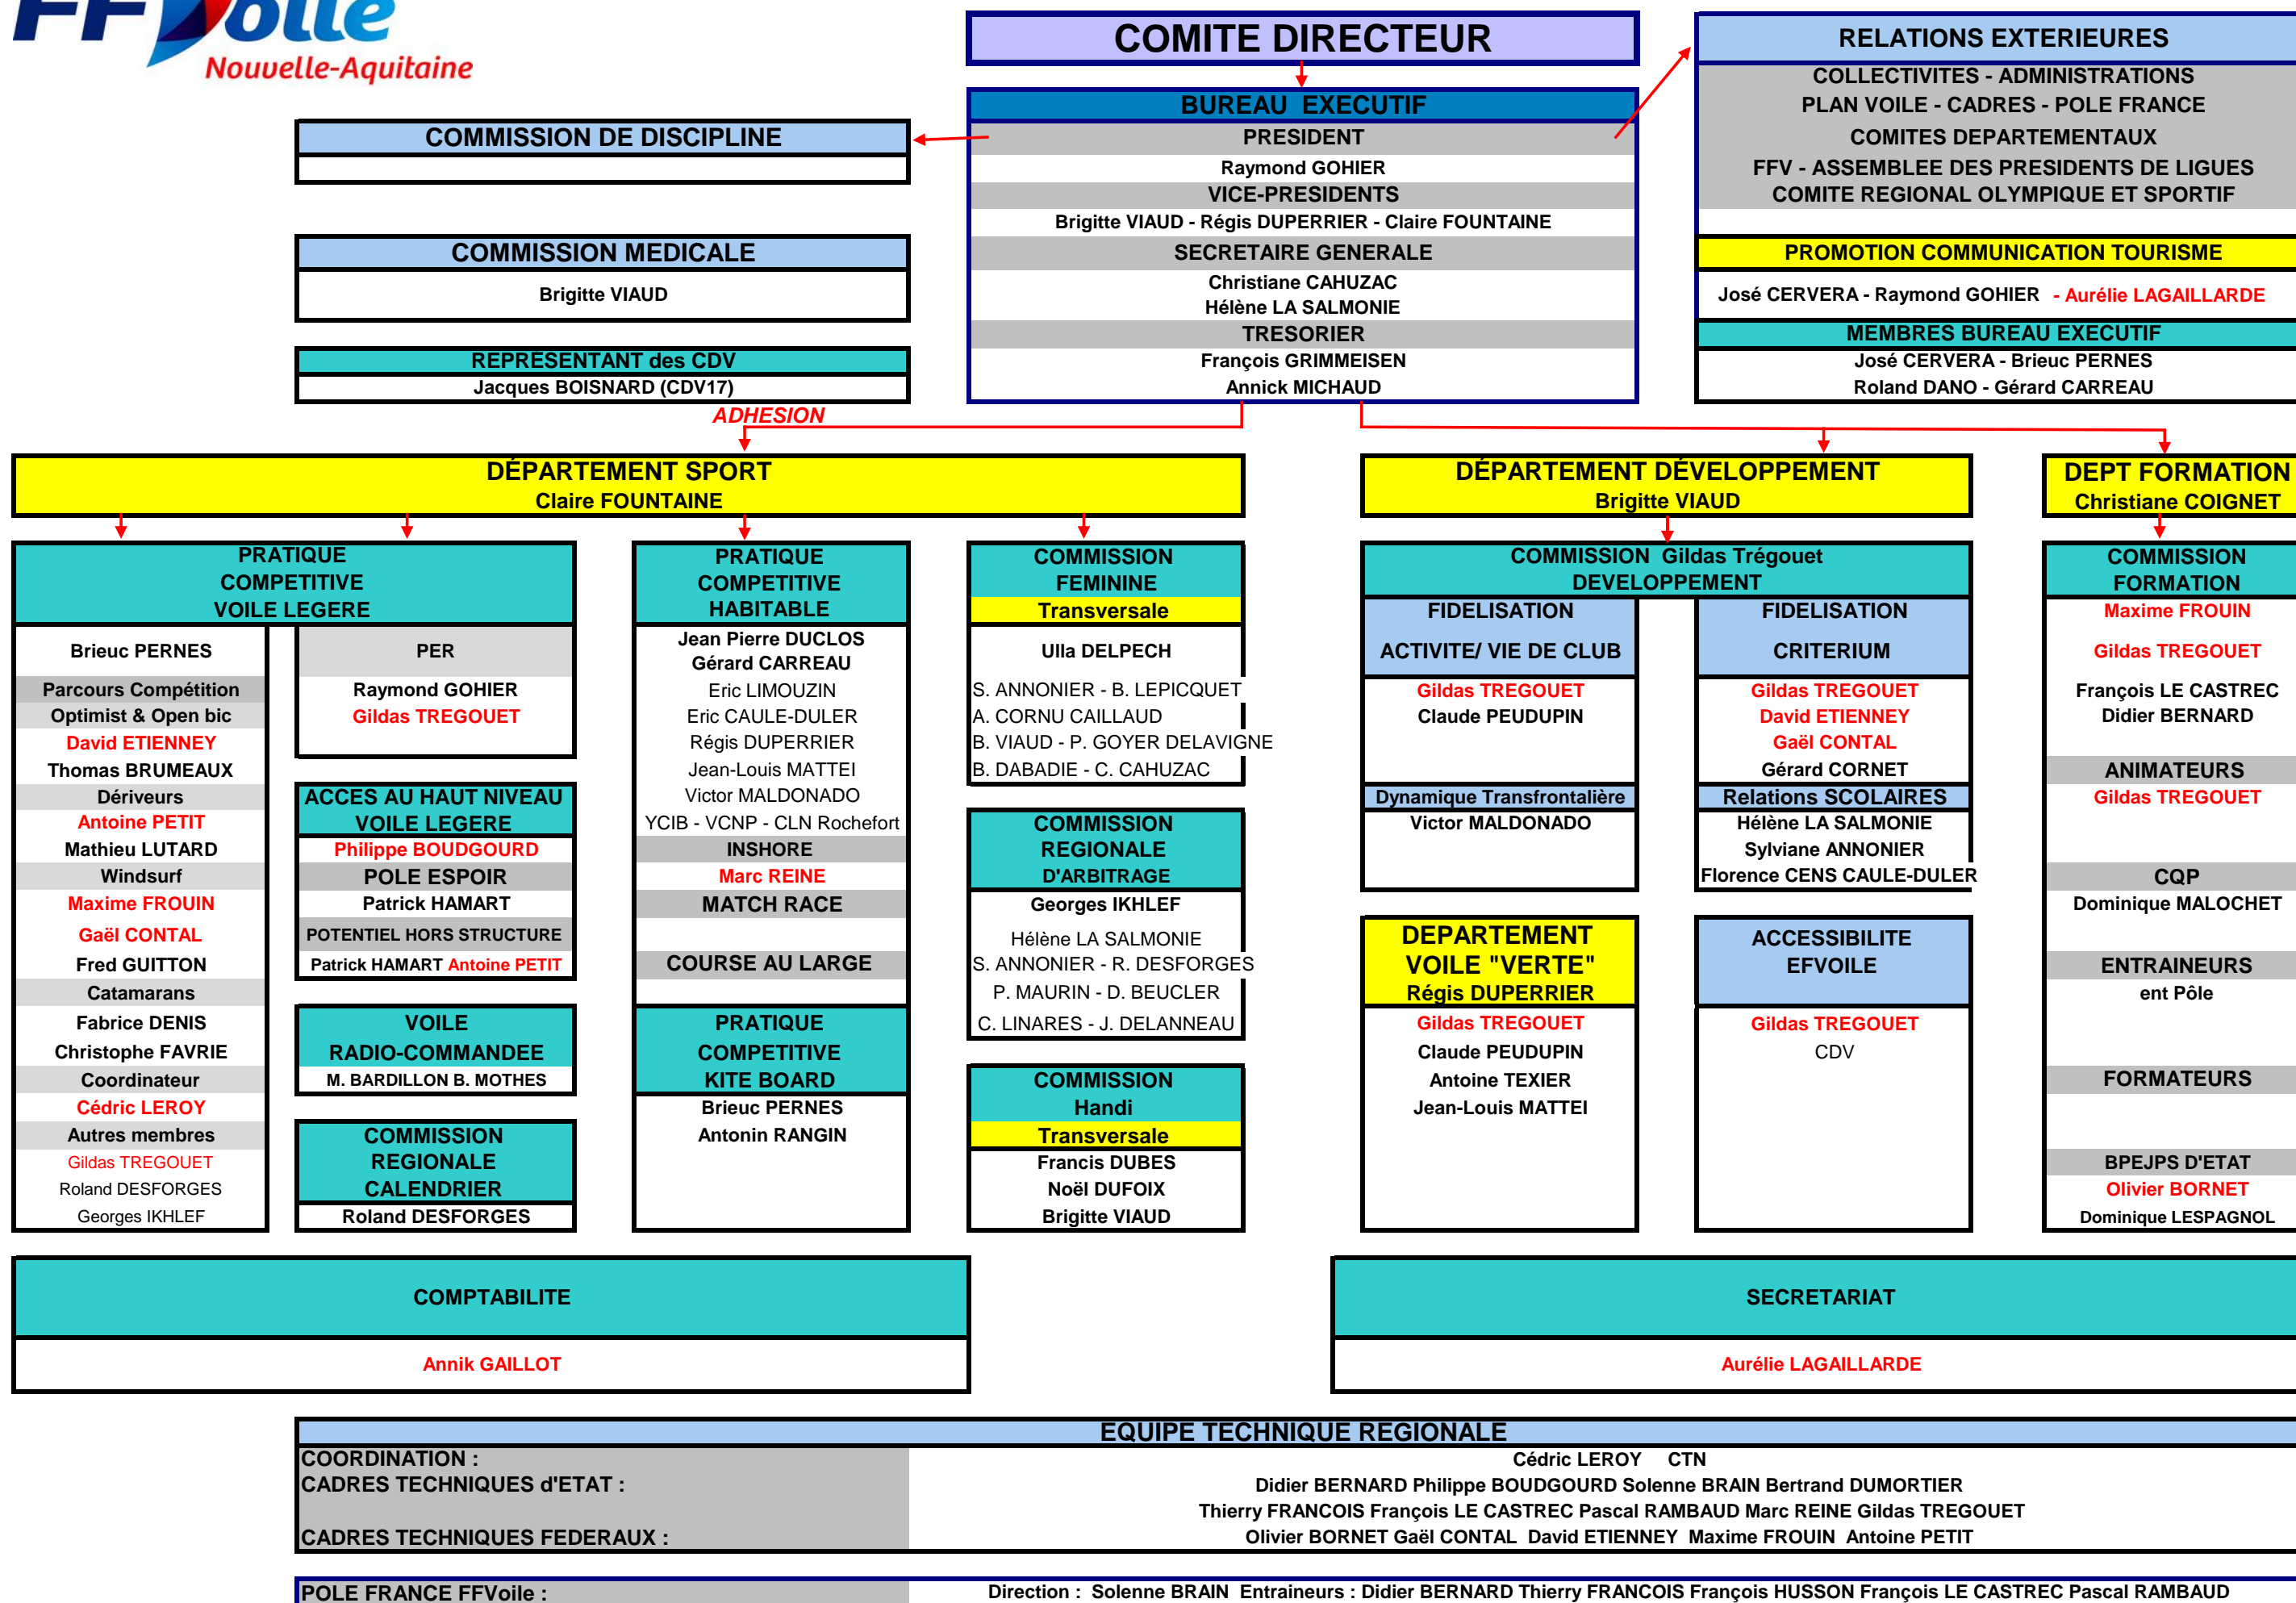 FFVoile
Nouvelle-Aquitaine
COMITE DIRECTEUR
BUREAU EXECUTIF
PRESIDENT
Raymond GOHIER
VICE-PRESIDENTS
Brigitte VIAUD - Régis DUPERRIER - Claire FOUNTAINE
SECRETAIRE GENERALE
Christiane CAHUZAC
Hélène LA SALMONIE
TRESORIER
François GRIMMEISEN
Annick MICHAUD
COMMISSION DE DISCIPLINE
COMMISSION MEDICALE
Brigitte VIAUD
REPRESENTANT des CDV
Jacques BOISNARD (CDV17)
ADHESION
RELATIONS EXTERIEURES
COLLECTIVITES - ADMINISTRATIONS
PLAN VOILE - CADRES - POLE FRANCE
COMITES DEPARTEMENTAUX
FFV - ASSEMBLEE DES PRESIDENTS DE LIGUES
COMITE REGIONAL OLYMPIQUE ET SPORTIF
PROMOTION COMMUNICATION TOURISME
José CERVERA - Raymond GOHIER - Aurélie LAGAILLARDE
MEMBRES BUREAU EXECUTIF
José CERVERA - Brieuc PERNES
Roland DANO - Gérard CARREAU
DÉPARTEMENT SPORT
Claire FOUNTAINE
PRATIQUE
COMPETITIVE
VOILE LEGERE
Brieuc PERNES
Parcours Compétition
Optimist & Open bic
David ETIENNEY
Thomas BRUMEAUX
Dériveurs
Antoine PETIT
Mathieu LUTARD
Windsurf
Maxime FROUIN
Gaël CONTAL
Fred GUITTON
Catamarans
Fabrice DENIS
Christophe FAVRIE
Coordinateur
Cédric LEROY
Autres membres
Gildas TREGOUET
Roland DESFORGES
Georges IKHLEF
PER
Raymond GOHIER
Gildas TREGOUET
ACCES AU HAUT NIVEAU
VOILE LEGERE
Philippe BOUDGOURD
POLE ESPOIR
Patrick HAMART
POTENTIEL HORS STRUCTURE
Patrick HAMART Antoine PETIT
VOILE
RADIO-COMMANDEE
M. BARDILLON B. MOTHES
COMMISSION
REGIONALE
CALENDRIER
Roland DESFORGES
PRATIQUE
COMPETITIVE
HABITABLE
Jean Pierre DUCLOS
Gérard CARREAU
Eric LIMOUZIN
Eric CAULE-DULER
Régis DUPERRIER
Jean-Louis MATTEI
Victor MALDONADO
YCIB - VCNP - CLN Rochefort
INSHORE
Marc REINE
MATCH RACE
COURSE AU LARGE
PRATIQUE
COMPETITIVE
KITE BOARD
Brieuc PERNES
Antonin RANGIN
COMMISSION
FEMININE
Transversale
Ulla DELPECH
S. ANNONIER - B. LEPICQUET
A. CORNU CAILLAUD
B. VIAUD - P. GOYER DELAVIGNE
B. DABADIE - C. CAHUZAC
COMMISSION
REGIONALE
D'ARBITRAGE
Georges IKHLEF
Hélène LA SALMONIE
S. ANNONIER - R. DESFORGES
P. MAURIN - D. BEUCLER
C. LINARES - J. DELANNEAU
COMMISSION
Handi
Transversale
Francis DUBES
Noël DUFOIX
Brigitte VIAUD
DÉPARTEMENT DÉVELOPPEMENT
Brigitte VIAUD
COMMISSION Gildas Trégouet
DEVELOPPEMENT
FIDELISATION
ACTIVITE/ VIE DE CLUB
Gildas TREGOUET
Claude PEUDUPIN
Dynamique Transfrontalière
Victor MALDONADO
DEPARTEMENT
VOILE "VERTE"
Régis DUPERRIER
Gildas TREGOUET
Claude PEUDUPIN
Antoine TEXIER
Jean-Louis MATTEI
FIDELISATION
CRITERIUM
Gildas TREGOUET
David ETIENNEY
Gaël CONTAL
Gérard CORNET
Relations SCOLAIRES
Hélène LA SALMONIE
Sylviane ANNONIER
Florence CENS CAULE-DULER
ACCESSIBILITE
EFVOILE
Gildas TREGOUET
CDV
DEPT FORMATION
Christiane COIGNET
COMMISSION
FORMATION
Maxime FROUIN
Gildas TREGOUET
François LE CASTREC
Didier BERNARD
ANIMATEURS
Gildas TREGOUET
CQP
Dominique MALOCHET
ENTRAINEURS
ent Pôle
FORMATEURS
BPEJPS D'ETAT
Olivier BORNET
Dominique LESPAGNOL
COMPTABILITE
Annik GAILLOT
SECRETARIAT
Aurélie LAGAILLARDE
EQUIPE TECHNIQUE REGIONALE
COORDINATION : Cédric LEROY CTN
CADRES TECHNIQUES d'ETAT : Didier BERNARD Philippe BOUDGOURD Solenne BRAIN Bertrand DUMORTIER
Thierry FRANCOIS François LE CASTREC Pascal RAMBAUD Marc REINE Gildas TREGOUET
CADRES TECHNIQUES FEDERAUX : Olivier BORNET Gaël CONTAL David ETIENNEY Maxime FROUIN Antoine PETIT
POLE FRANCE FFVoile : Direction : Solenne BRAIN Entraineurs : Didier BERNARD Thierry FRANCOIS François HUSSON François LE CASTREC Pascal RAMBAUD